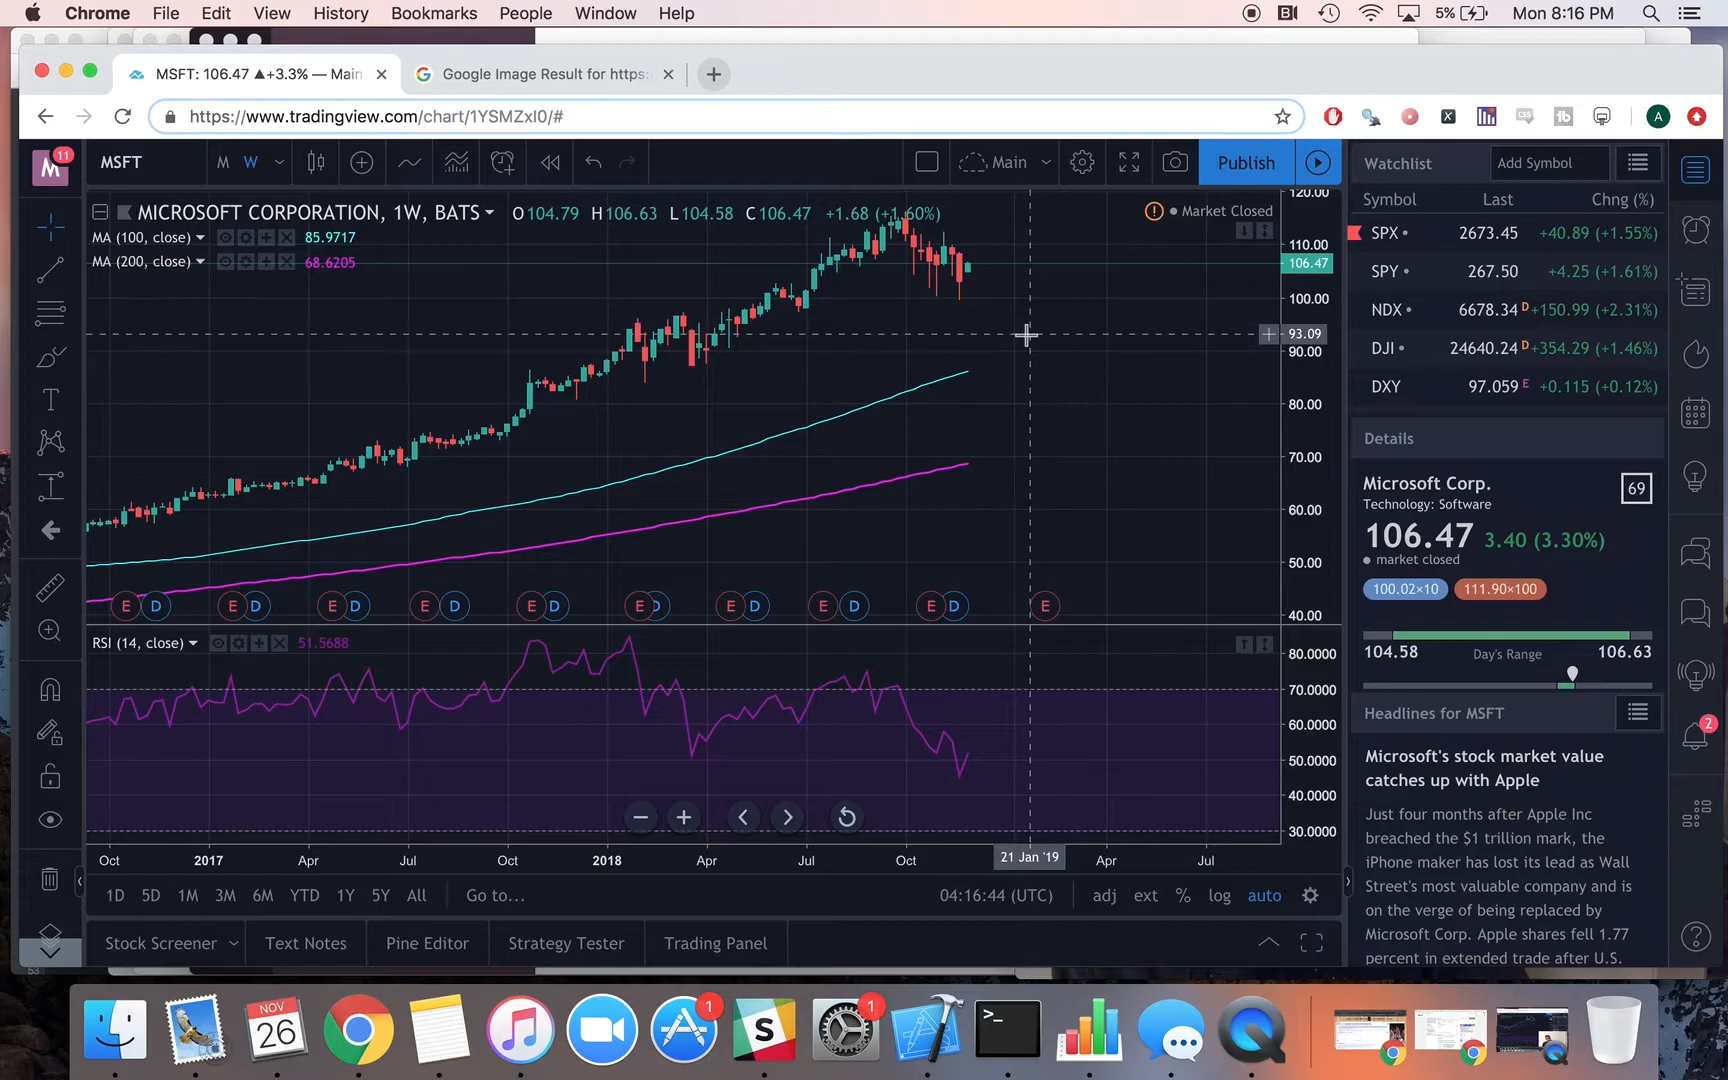 Chrome File Edit View History Bookmarks People Window Help 5% Mon 8:16 PM
MSFT: 106.47 ▲+3.3% — Main
Google Image Result for https:
https://www.tradingview.com/chart/1YSMZxI0/#
A
M 11
MSFT M W Main Publish
Watchlist Add Symbol
MICROSOFT CORPORATION, 1W, BATS O104.79 H106.63 L104.58 C106.47 +1.68 (+1.60%) Market Closed
MA (100, close) 85.9717
MA (200, close) 68.6205
120.00
110.00
106.47
100.00
93.09
90.00
80.00
70.00
60.00
50.00
40.00
E D E D E D E D E D E D E D E D E D E
RSI (14, close) 51.5688
80.0000
70.0000
60.0000
50.0000
40.0000
30.0000
Oct 2017 Apr Jul Oct 2018 Apr Jul Oct 21 Jan '19 Apr Jul
1D 5D 1M 3M 6M YTD 1Y 5Y All Go to... 04:16:44 (UTC) adj ext % log auto
Stock Screener Text Notes Pine Editor Strategy Tester Trading Panel
Symbol Last Chng (%)
SPX 2673.45 +40.89 (+1.55%)
SPY 267.50 +4.25 (+1.61%)
NDX 6678.34 D +150.99 (+2.31%)
DJI 24640.24 D +354.29 (+1.46%)
DXY 97.059 E +0.115 (+0.12%)
Details
Microsoft Corp. 69
Technology: Software
106.47 3.40 (3.30%)
market closed
100.02×10 111.90×100
104.58 Day's Range 106.63
Headlines for MSFT
Microsoft's stock market value
catches up with Apple
Just four months after Apple Inc
breached the $1 trillion mark, the
iPhone maker has lost its lead as Wall
Street's most valuable company and is
on the verge of being replaced by
Microsoft Corp. Apple shares fell 1.77
percent in extended trade after U.S.
2
53
NOV
26
1
S
1